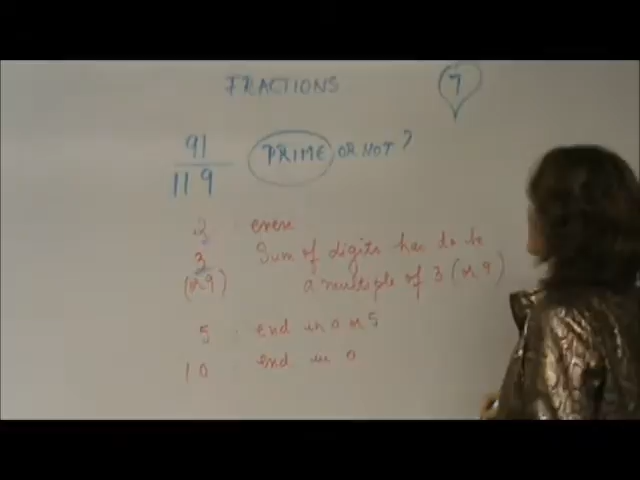 FRACTIONS
7
91
119
PRIME OR NOT?
2 even
3 Sum of digits has to be
(or 9) a multiple of 3 (or 9)
5 end in 0 or 5
10 end in 0